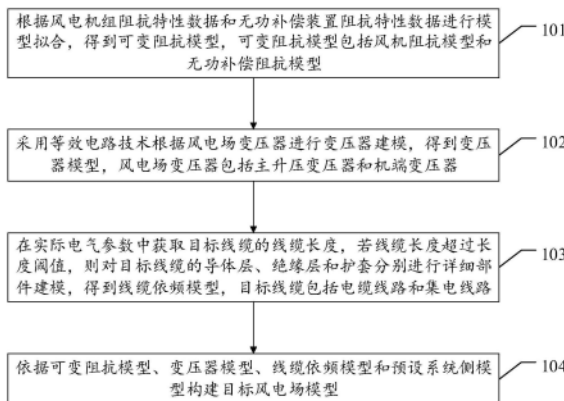 根据风电机组阻抗特性数据和无功补偿装置阻抗特性数据进行模
型拟合，得到可变阻抗模型，可变阻抗模型包括风机阻抗模型和
无功补偿阻抗模型
101
采用等效电路技术根据风电场变压器进行变压器建模，得到变压
器模型，风电场变压器包括主升压变压器和机端变压器
102
在实际电气参数中获取目标线缆的线缆长度，若线缆长度超过长
度阈值，则对目标线缆的导体层、绝缘层和护套分别进行详细部
件建模，得到线缆依频模型，目标线缆包括电缆线路和集电线路
103
依据可变阻抗模型、变压器模型、线缆依频模型和预设系统侧模
型构建目标风电场模型
104